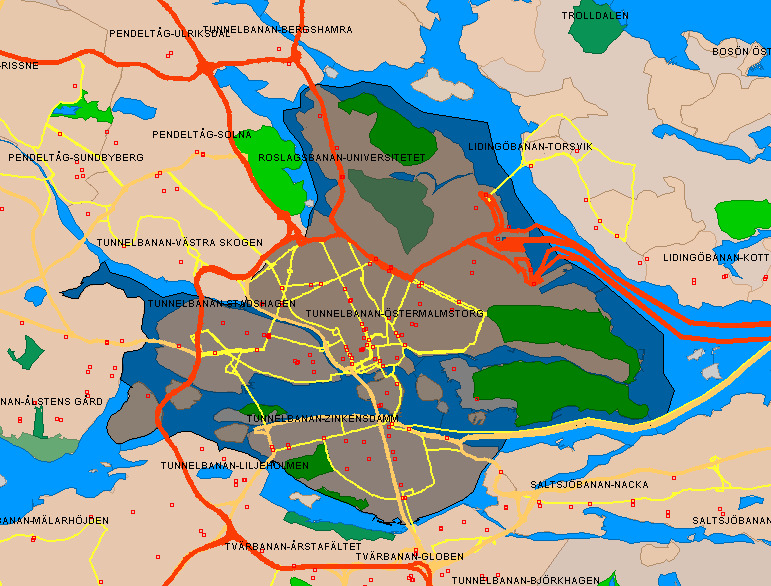 TROLLDALEN
TUNNELBANAN-BERGSHAMRA
PENDELTÅG-ULRIKSDAL
BOSÖN ÖST
RISSNE
PENDELTÅG-SOLNA
LIDINGÖBANAN-TORSVIK
PENDELTÅG-SUNDBYBERG
ROSLAGSBANAN-UNIVERSITETET
TUNNELBANAN-VÄSTRA SKOGEN
LIDINGÖBANAN-KOTT
TUNNELBANAN-STADSHAGEN
TUNNELBANAN-ÖSTERMALMSTORG
NAN-ÅLSTENS GÅRD
TUNNELBANAN-ZINKENSDAMM
TUNNELBANAN-LILJEHOLMEN
SALTSJÖBANAN-NACKA
BANAN-MÄLARHÖJDEN
SALTSJÖBANAN
TVÄRBANAN-ÅRSTAFÄLTET
TVÄRBANAN-GLOBEN
TUNNELBANAN-BJÖRKHAGEN